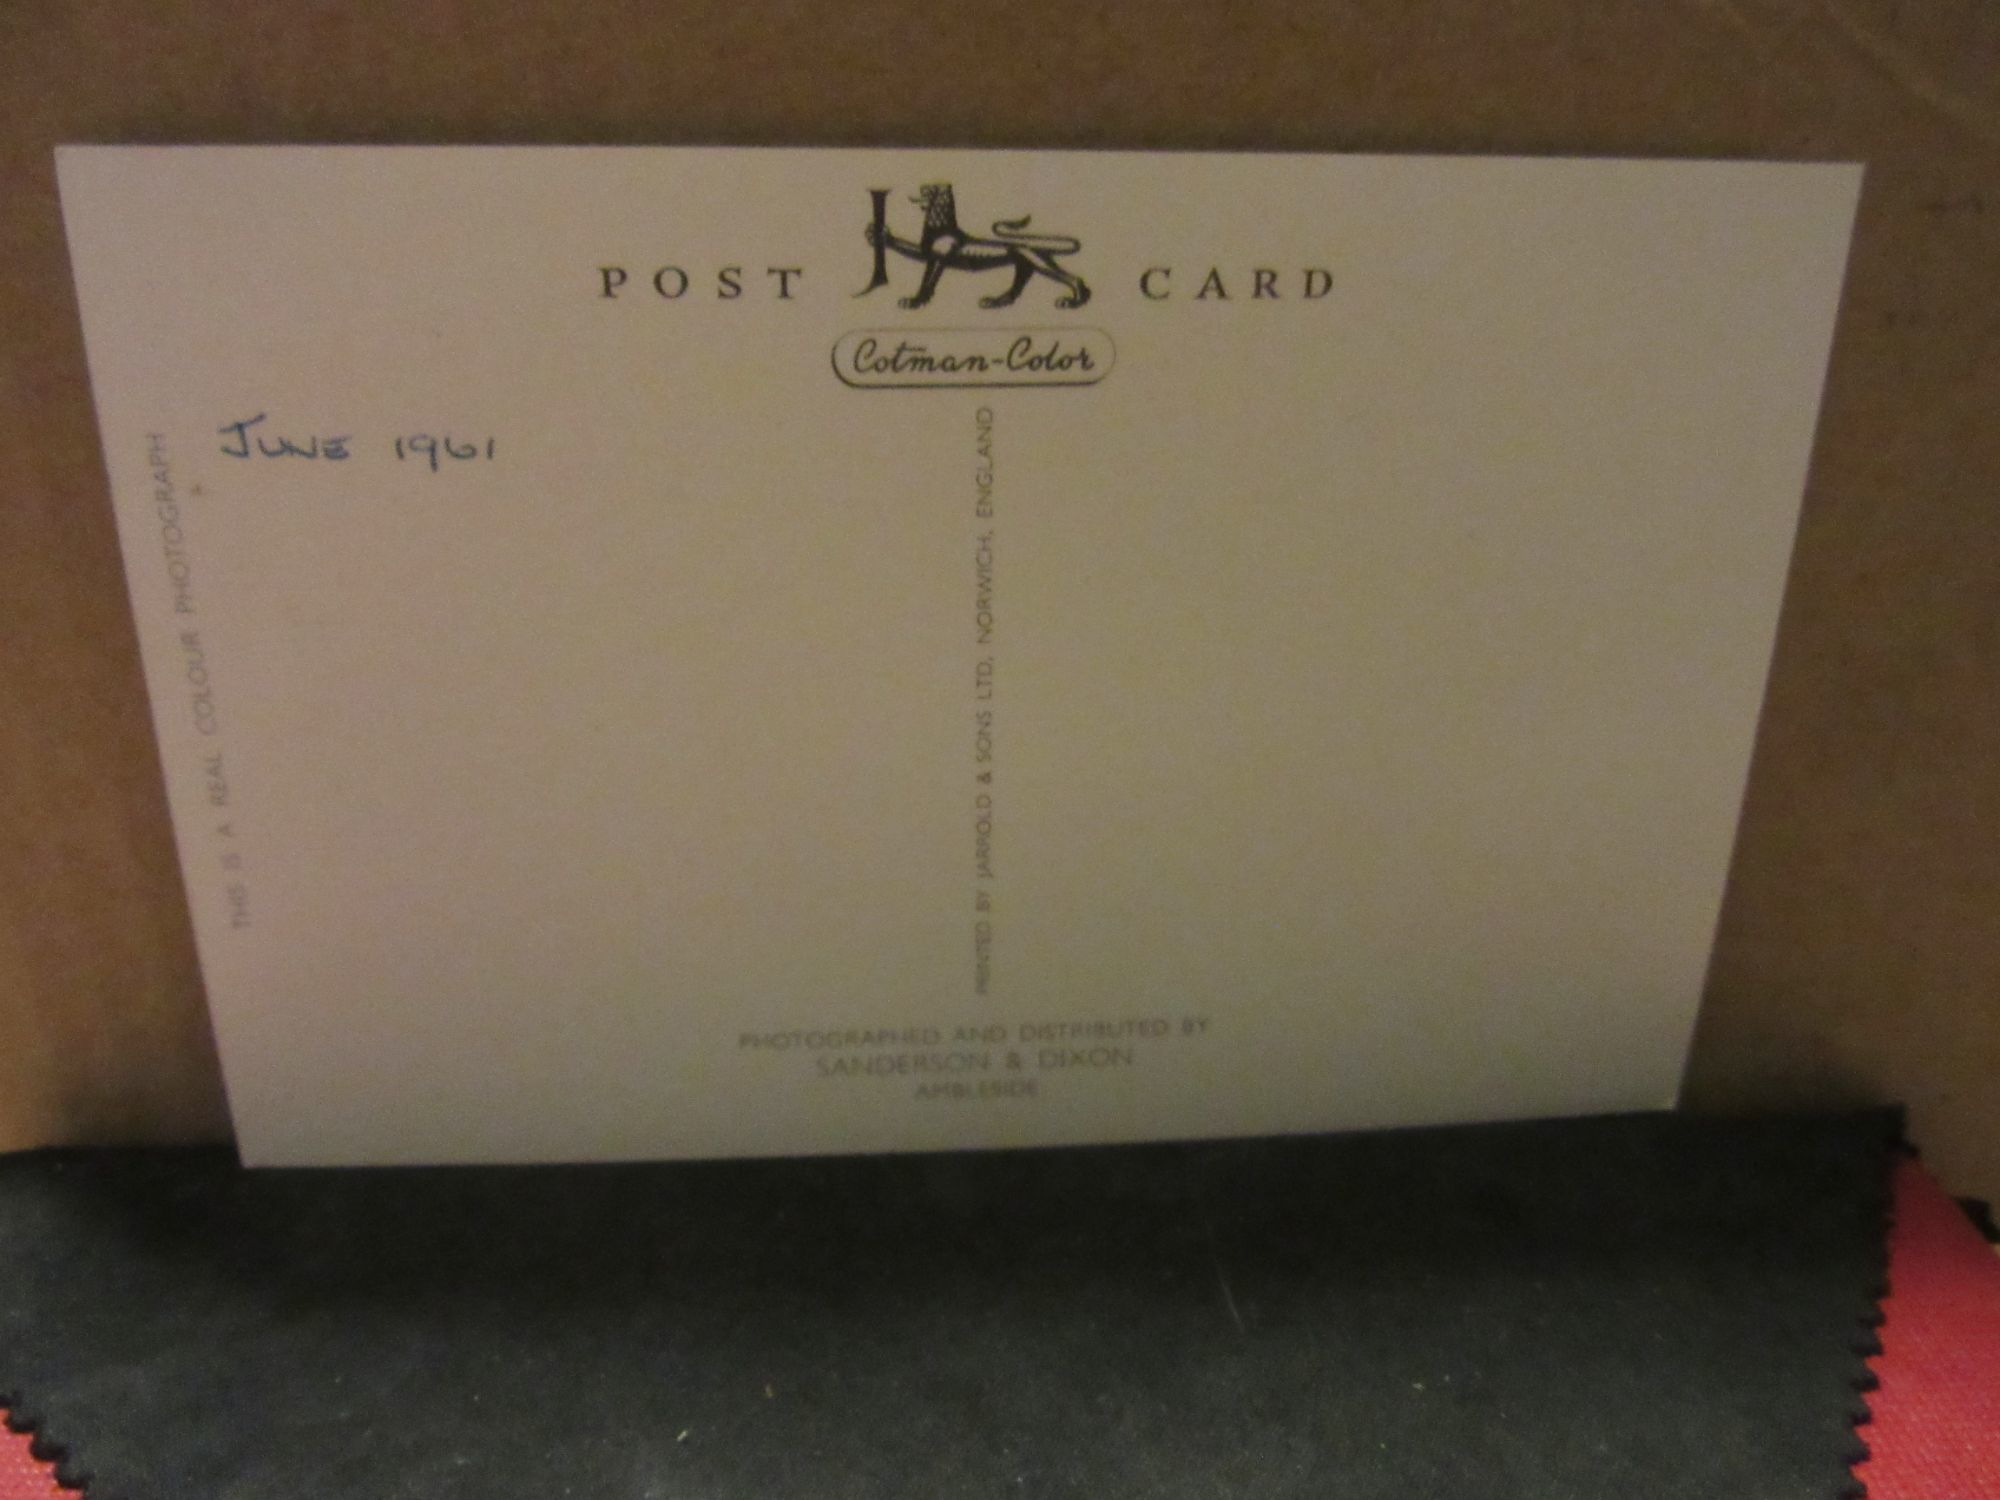 POST CARD
Cotman-Color
JUNE 1961
THIS IS A REAL COLOUR PHOTOGRAPH
PRINTED BY JARROLD & SONS LTD, NORWICH, ENGLAND
PHOTOGRAPHED AND DISTRIBUTED BY
SANDERSON & DIXON
AMBLESIDE